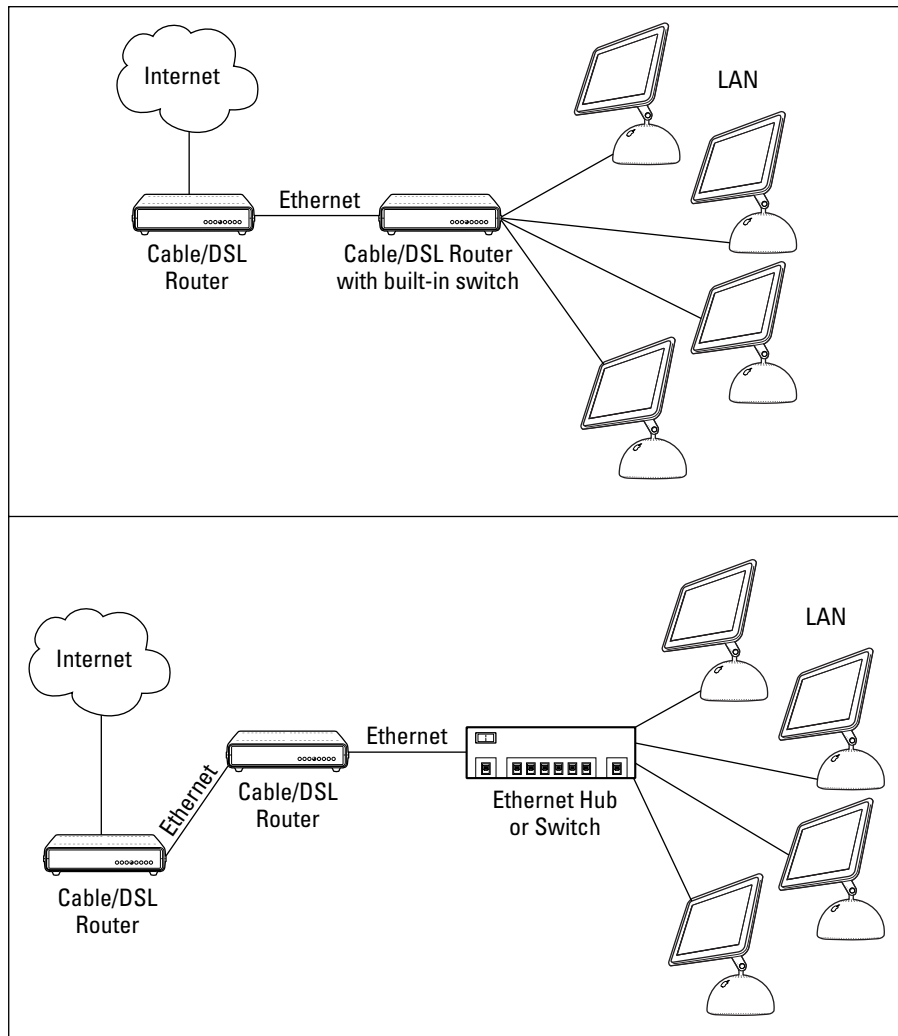 Internet
LAN
Ethernet
Cable/DSL
Router
Cable/DSL Router
with built-in switch
LAN
Internet
Ethernet
Ethernet
Cable/DSL
Router
Ethernet Hub
or Switch
Cable/DSL
Router